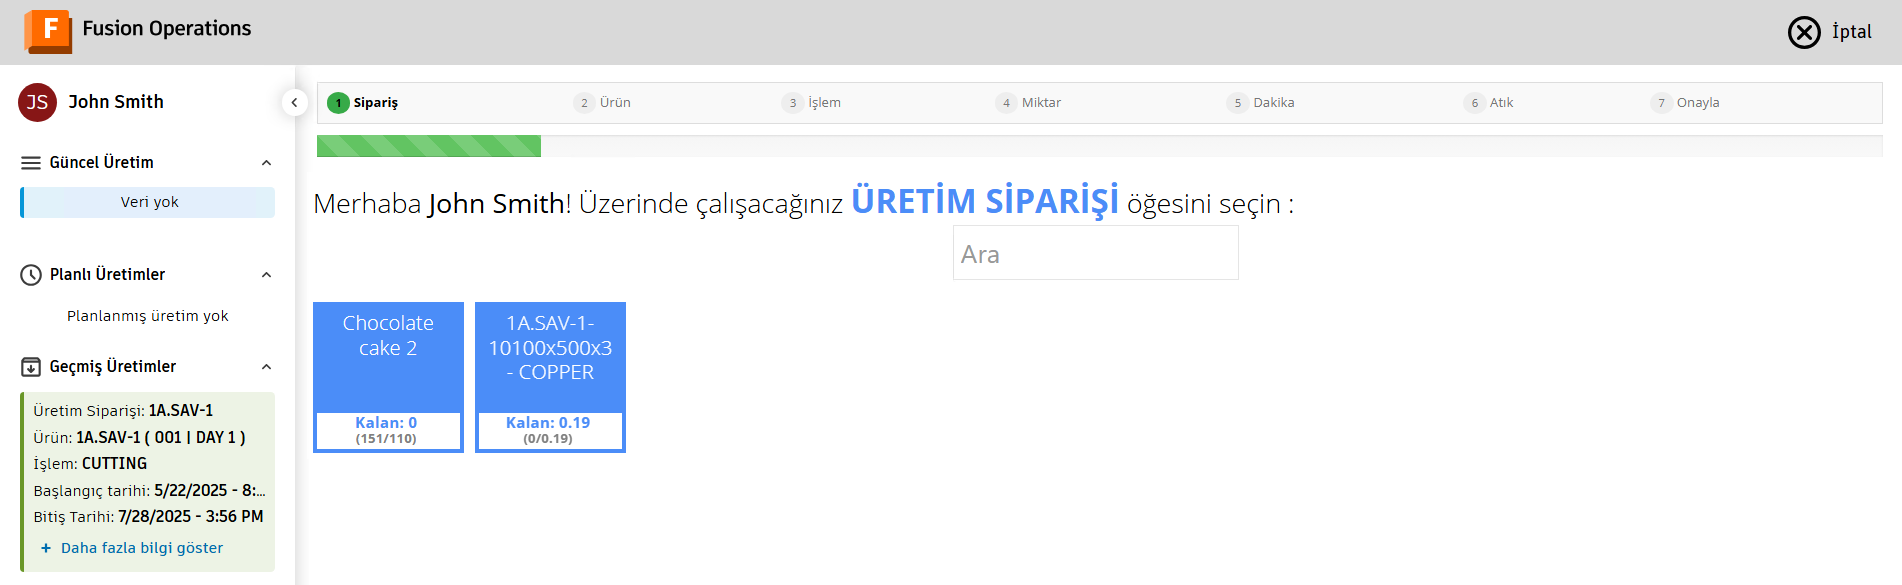 F Fusion Operations
İptal
JS John Smith
Güncel Üretim
Veri yok
Planlı Üretimler
Planlanmış üretim yok
Geçmiş Üretimler
Üretim Siparişi: 1A.SAV-1
Ürün: 1A.SAV-1 ( 001 | DAY 1 )
İşlem: CUTTING
Başlangıç tarihi: 5/22/2025 - 8:...
Bitiş Tarihi: 7/28/2025 - 3:56 PM
+ Daha fazla bilgi göster
1 Sipariş 2 Ürün 3 İşlem 4 Miktar 5 Dakika 6 Atık 7 Onayla
Merhaba John Smith! Üzerinde çalışacağınız ÜRETİM SİPARİŞİ öğesini seçin :
Ara
Chocolate
cake 2
Kalan: 0
(151/110)
1A.SAV-1-
10100x500x3
- COPPER
Kalan: 0.19
(0/0.19)